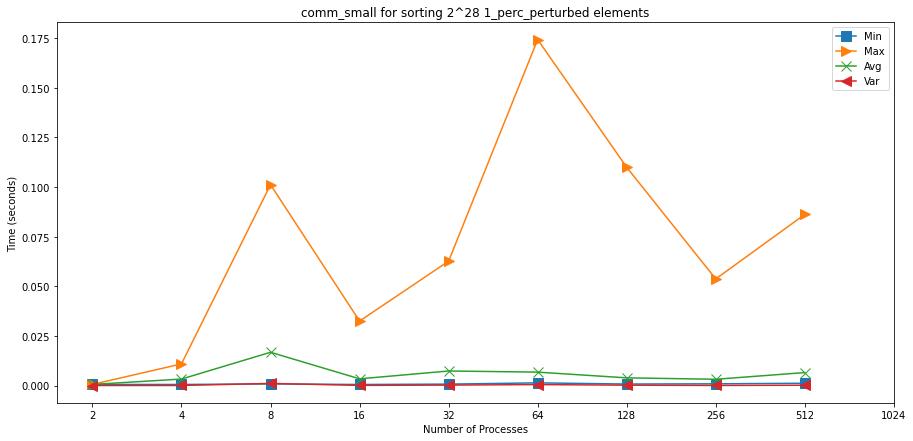 comm_small for sorting 2^28 1_perc_perturbed elements
Min
Max
Avg
Var
Time (seconds)
0.175
0.150
0.125
0.100
0.075
0.050
0.025
0.000
2 4 8 16 32 64 128 256 512 1024
Number of Processes